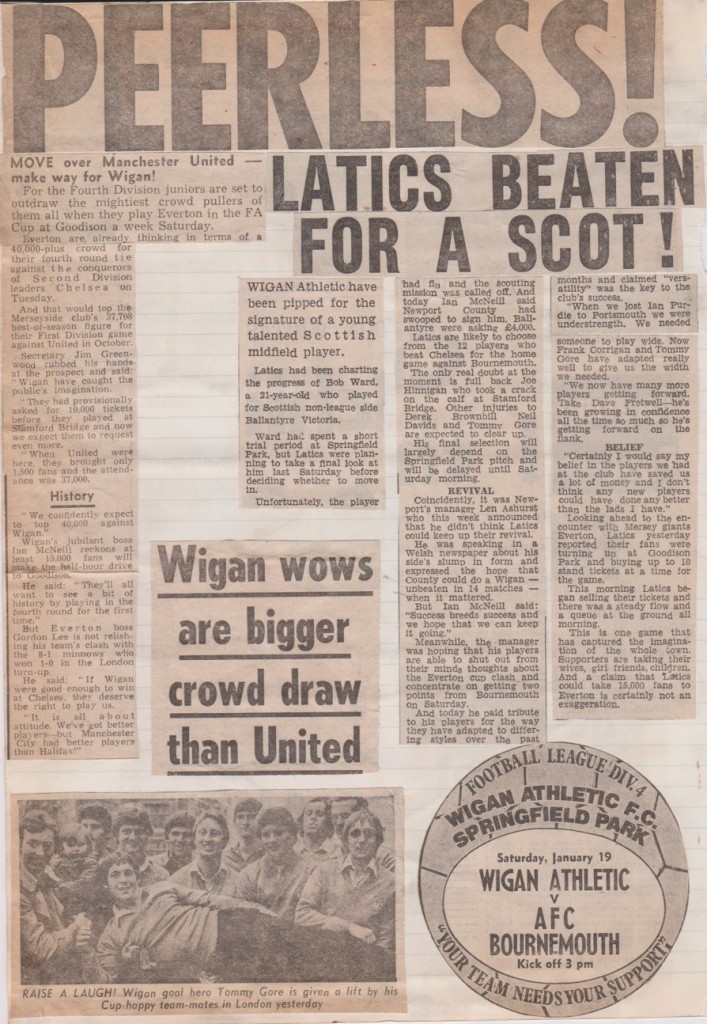 PEERLESS!
MOVE over Manchester United —
make way for Wigan!
For the Fourth Division juniors are set to
outdraw the mightiest crowd pullers of
them all when they play Everton in the FA
Cup at Goodison a week Saturday.
Everton are already thinking in terms of a
40,000-plus crowd for
their fourth round tie
against the conquerors
of Second Division
leaders Chelsea on
Tuesday.
And that would top the
Merseyside club's 37,708
best-of-season figure for
their First Division game
against United in October.
Secretary Jim Green-
wood rubbed his hands
at the prospect and said:
"Wigan have caught the
public's imagination.
"They had provisionally
asked for 10,000 tickets
before they played at
Stamford Bridge and now
we expect them to request
even more.
"When United were
here, they brought only
1,500 fans and the attend-
ance was 37,000.
History
"We confidently expect
to top 40,000 against
Wigan."
Wigan's jubilant boss
Ian McNeill reckons at
least 15,000 fans will
make the half-hour drive
to Goodison.
He said: "They'll all
want to see a bit of
history by playing in the
fourth round for the first
time."
But Everton boss
Gordon Lee is not relish-
ing his team's clash with
the 8-1 minnows who
won 1-0 in the London
turn-up.
He said: "If Wigan
were good enough to win
at Chelsea, they deserve
the right to play us.
"It is all about
attitude. We've got better
players—but Manchester
City had better players
than Halifax!"
LATICS BEATEN
FOR A SCOT!
WIGAN Athletic have
been pipped for the
signature of a young
talented Scottish
midfield player.
Latics had been charting
the progress of Bob Ward,
a 21-year-old who played
for Scottish non-league side
Ballantyre Victoria.
Ward had spent a short
trial period at Springfield
Park, but Latics were plan-
ning to take a final look at
him last Saturday before
deciding whether to move
in.
Unfortunately, the player
had flu and the scouting
mission was called off. And
today Ian McNeill said
Newport County had
swooped to sign him. Ball-
antyre were asking £4,000.
Latics are likely to choose
from the 12 players who
beat Chelsea for the home
game against Bournemouth.
The only real doubt at the
moment is full back Joe
Hinnigan who took a crack
on the calf at Stamford
Bridge. Other injuries to
Derek Brownbill Neil
Davids and Tommy Gore
are expected to clear up.
His final selection will
largely depend on the
Springfield Park pitch and
will be delayed until Sat-
urday morning.
REVIVAL
Coincidently, it was New-
port's manager Len Ashurst
who this week announced
that he didn't think Latics
could keep up their revival.
He was speaking in a
Welsh newspaper about his
side's slump in form and
expressed the hope that
County could do a Wigan —
unbeaten in 14 matches —
when it mattered.
But Ian McNeill said:
"Success breeds success and
we hope that we can keep
it going."
Meanwhile, the manager
was hoping that his players
are able to shut out from
their minds thoughts about
the Everton cup clash and
concentrate on getting two
points from Bournemouth
on Saturday.
And today he paid tribute
to his players for the way
they have adapted to differ-
ing styles over the past
months and claimed "vers-
atility" was the key to the
club's success.
"When we lost Ian Pur-
die to Portsmouth we were
understrength. We needed
someone to play wide. Now
Frank Corrigan and Tommy
Gore have adapted really
well to give us the width
we needed.
"We now have many more
players getting forward.
Take Dave Fretwell—he's
been growing in confidence
all the time so much so he's
getting forward on the
flank.
BELIEF
"Certainly I would say my
belief in the players we had
at the club have saved us
a lot of money and I don't
think any new players
could have done any better
than the lads I have."
Looking ahead to the en-
counter with Mersey giants
Everton, Latics yesterday
reported their fans were
turning up at Goodison
Park and buying up to 10
stand tickets at a time for
the game.
This morning Latics be-
gan selling their tickets and
there was a steady flow and
a queue at the ground all
morning.
This is one game that
has captured the imagina-
tion of the whole town.
Supporters are taking their
wives, girl friends, children,
And a claim that Latics
could take 15,000 fans to
Everton is certainly not an
exaggeration.
Wigan wows
are bigger
crowd draw
than United
RAISE A LAUGH! Wigan goal hero Tommy Gore is given a lift by his
Cup-happy team-mates in London yesterday
FOOTBALL LEAGUE DIV. 4
WIGAN ATHLETIC F.C.
SPRINGFIELD PARK
Saturday, January 19
WIGAN ATHLETIC
v
AFC
BOURNEMOUTH
Kick off 3 pm
"YOUR TEAM NEEDS YOUR SUPPORT"